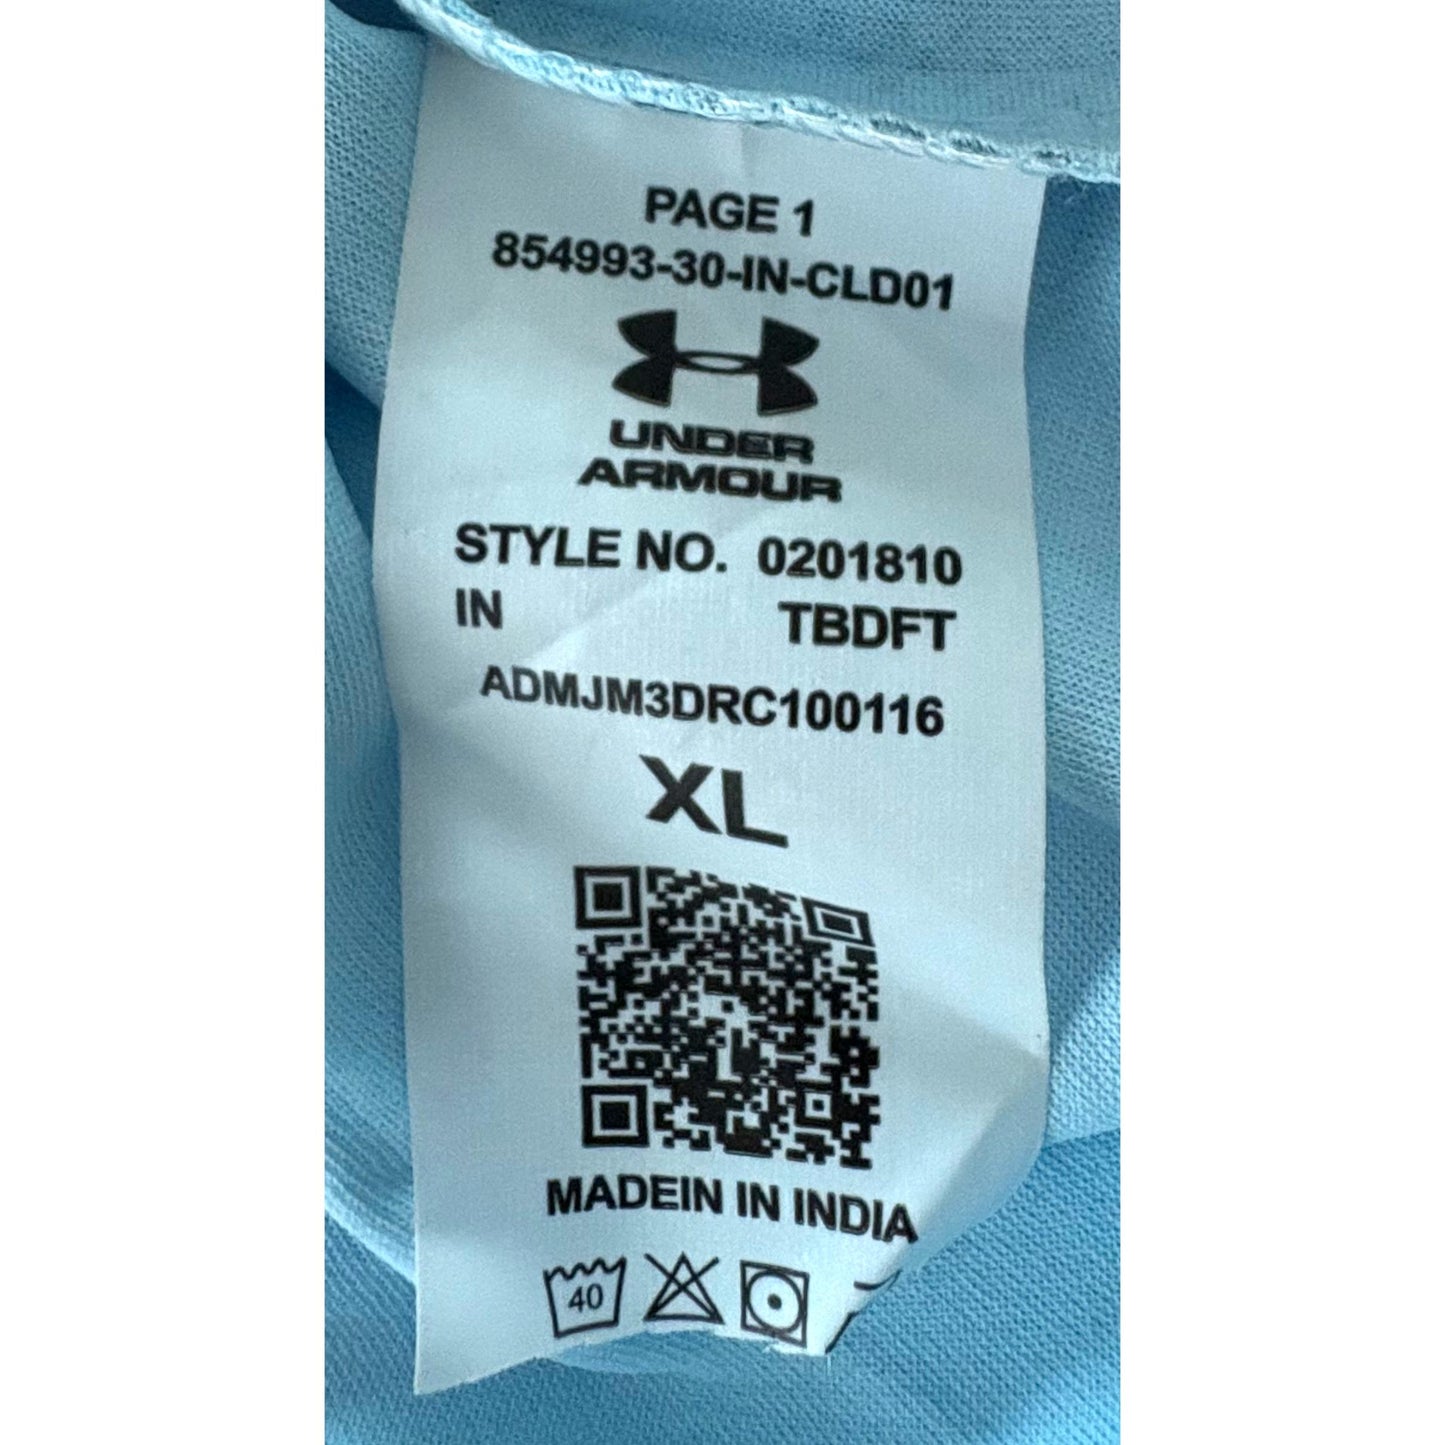 PAGE 1
854993-30-IN-CLD01
UNDER
ARMOUR
STYLE NO. 0201810
IN TBDFT
ADMJM3DRC100116
XL
MADEIN IN INDIA
40